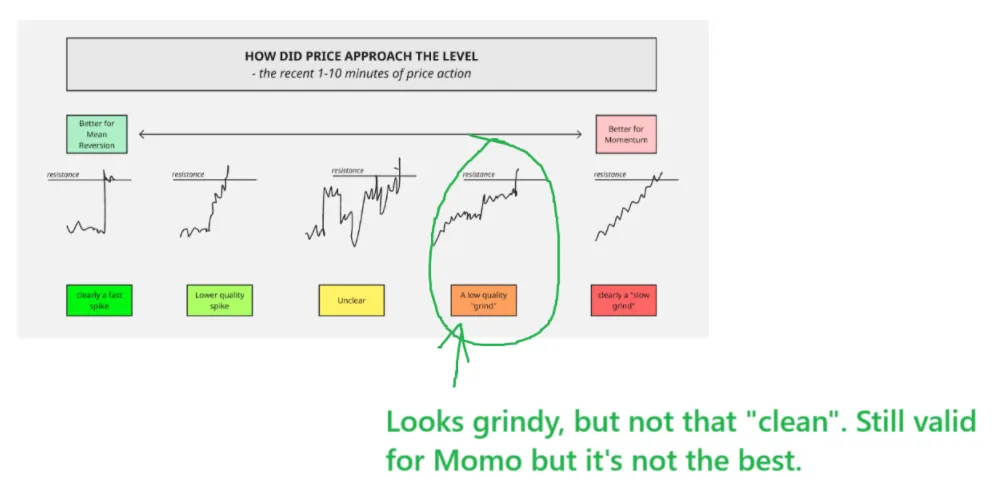 HOW DID PRICE APPROACH THE LEVEL
- the recent 1-10 minutes of price action
Better for
Mean
Reversion
Better for
Momentum
resistance
resistance
resistance
resistance
resistance
clearly a fast
spike
Lower quality
spike
Unclear
A low quality
"grind"
clearly a "slow
grind"
Looks grindy, but not that "clean". Still valid
for Momo but it's not the best.